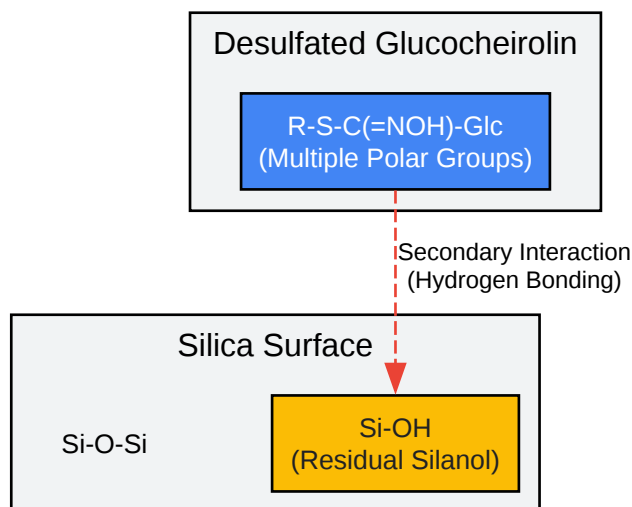 Desulfated Glucocheirolin
R-S-C(=NOH)-Glc
(Multiple Polar Groups)
Secondary Interaction
(Hydrogen Bonding)
Silica Surface
Si-O-Si
Si-OH
(Residual Silanol)